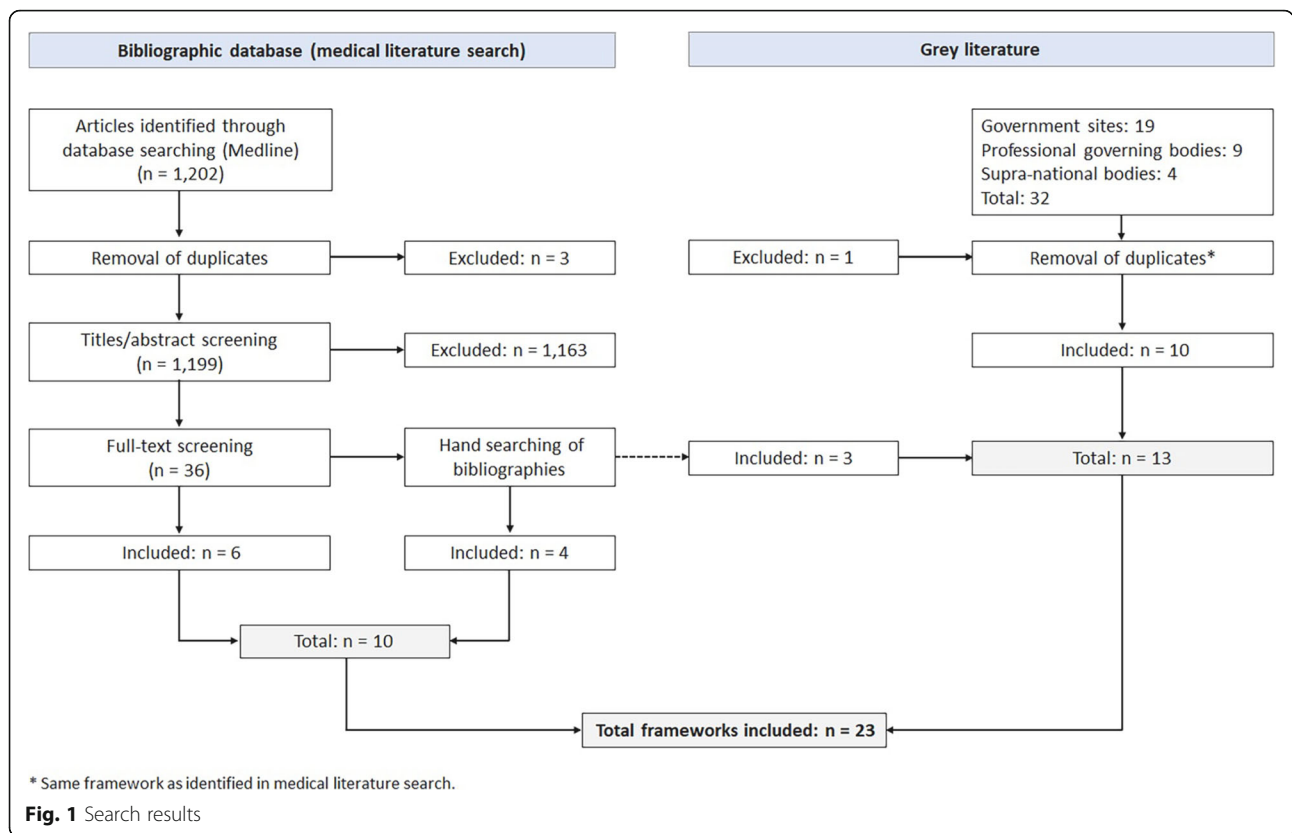 Bibliographic database (medical literature search)
Articles identified through
database searching (Medline)
(n = 1,202)
Removal of duplicates
Excluded: n = 3
Titles/abstract screening
(n = 1,199)
Excluded: n = 1,163
Full-text screening
(n = 36)
Hand searching of
bibliographies
Included: n = 6
Included: n = 4
Total: n = 10
Grey literature
Government sites: 19
Professional governing bodies: 9
Supra-national bodies: 4
Total: 32
Excluded: n = 1
Removal of duplicates*
Included: n = 10
Included: n = 3
Total: n = 13
Total frameworks included: n = 23
* Same framework as identified in medical literature search.
Fig. 1 Search results